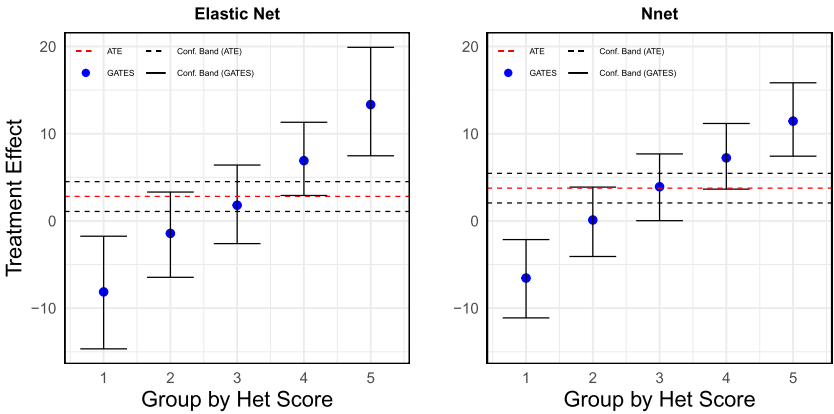 Elastic Net
Treatment Effect
20
10
0
−10
ATE
Conf. Band (ATE)
GATES
Conf. Band (GATES)
1 2 3 4 5
Group by Het Score
Nnet
20
10
0
−10
ATE
Conf. Band (ATE)
GATES
Conf. Band (GATES)
1 2 3 4 5
Group by Het Score